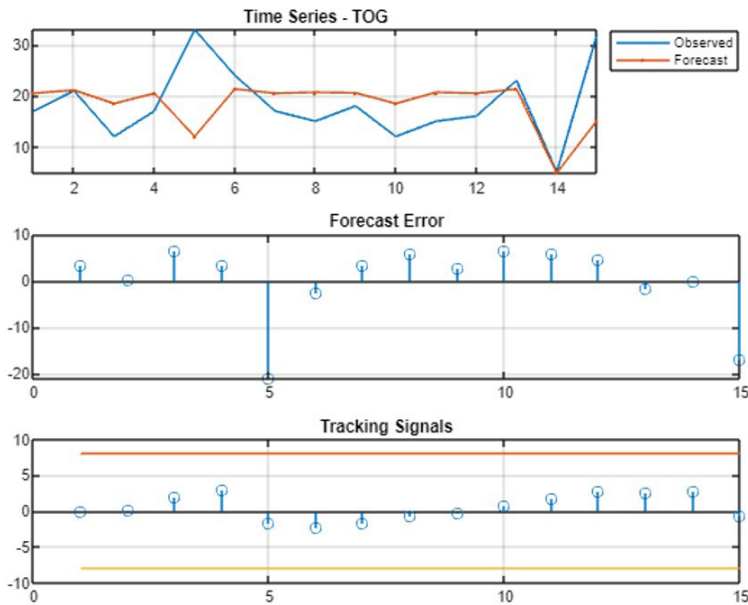 Time Series - TOG
30
20
10
2 4 6 8 10 12 14
Observed
Forecast
Forecast Error
10
0
-10
-20
0 5 10 15
Tracking Signals
10
5
0
-5
-10
0 5 10 15